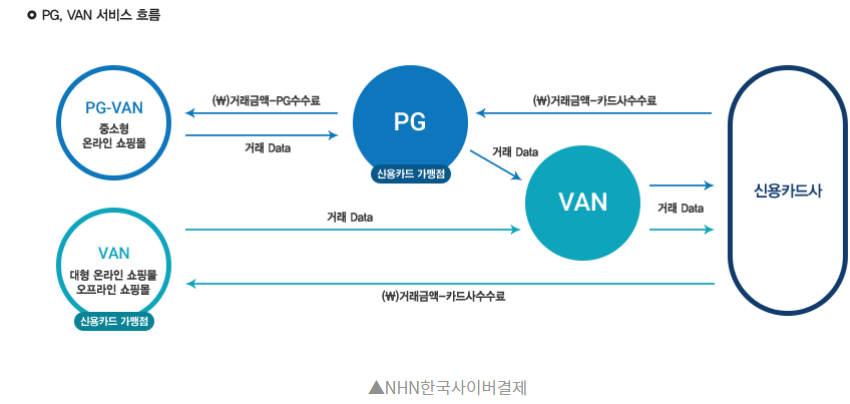 PG, VAN 서비스 흐름
PG-VAN
중소형
온라인 쇼핑몰
(₩)거래금액-PG수수료
거래 Data
PG
신용카드 가맹점
(₩)거래금액-카드사수수료
거래 Data
VAN
거래 Data
신용카드사
VAN
대형 온라인 쇼핑몰
오프라인 쇼핑몰
신용카드 가맹점
거래 Data
(₩)거래금액-카드사수수료
▲NHN한국사이버결제